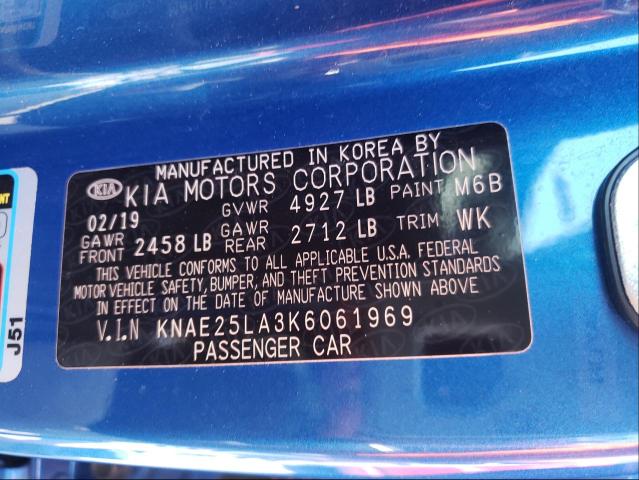 MANUFACTURED IN KOREA BY
KIA KIA MOTORS CORPORATION
02/19 GVWR 4927 LB PAINT M6B
GAWR FRONT 2458 LB GAWR REAR 2712 LB TRIM WK
THIS VEHICLE CONFORMS TO ALL APPLICABLE U.S.A. FEDERAL
MOTOR VEHICLE SAFETY, BUMPER, AND THEFT PREVENTION STANDARDS
IN EFFECT ON THE DATE OF MANUFACTURE SHOWN ABOVE
V.I.N KNAE25LA3K6061969
PASSENGER CAR
J51